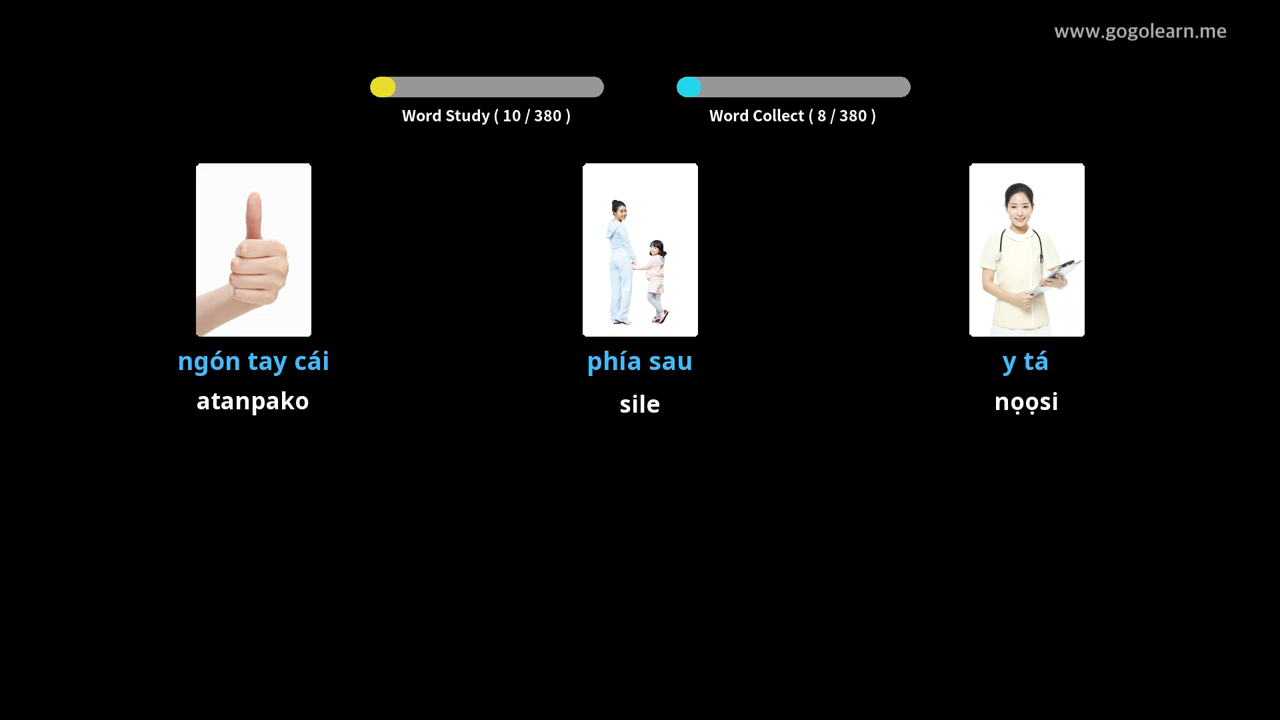 www.gogolearn.me
Word Study ( 10 / 380 )
Word Collect ( 8 / 380 )
ngón tay cái
phía sau
y tá
atanpako
sile
nọọsi